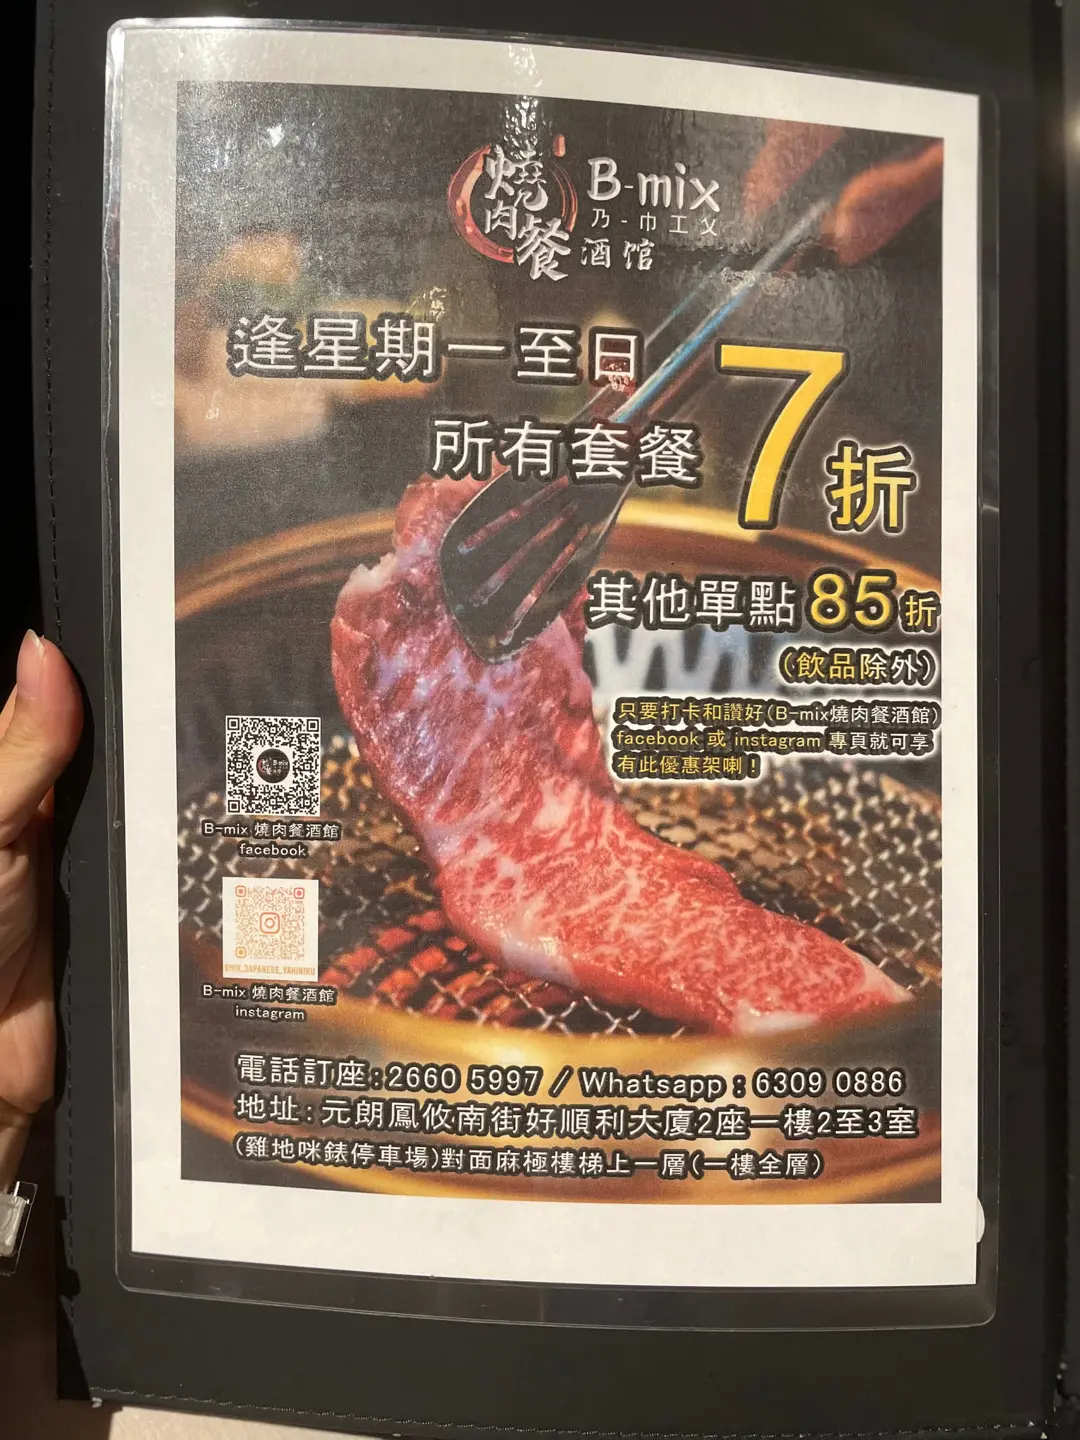 燒肉餐
B-mix
乃-巾工乂
酒馆
逢星期一至日
所有套餐
7折
其他單點85折
(飲品除外)
只要打卡和讚好(B-mix燒肉餐酒館)
facebook 或 instagram 專頁就可享
有此優惠架喇！
B-mix 燒肉餐酒館
facebook
BMIX_JAPANESE_YAKINIKU
B-mix 燒肉餐酒館
instagram
電話訂座:2660 5997 / Whatsapp：6309 0886
地址:元朗鳳攸南街好順利大廈2座一樓2至3室
(雞地咪錶停車場)對面麻極樓梯上一層(一樓全層)